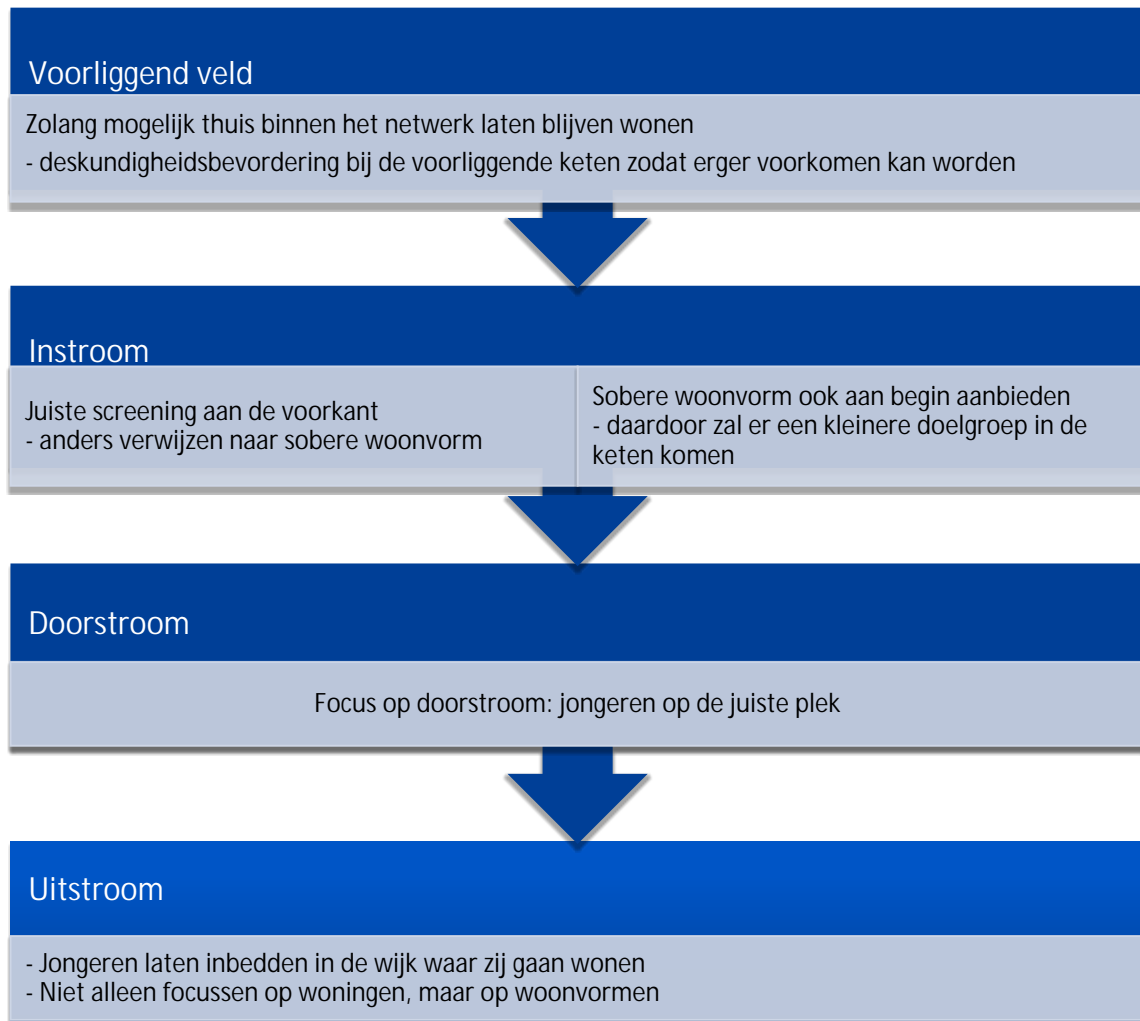 Voorliggend veld
Zolang mogelijk thuis binnen het netwerk laten blijven wonen
- deskundigheidsbevordering bij de voorliggende keten zodat erger voorkomen kan worden
Instroom
Juiste screening aan de voorkant
- anders verwijzen naar sobere woonvorm
Sobere woonvorm ook aan begin aanbieden
- daardoor zal er een kleinere doelgroep in de
keten komen
Doorstroom
Focus op doorstroom: jongeren op de juiste plek
Uitstroom
- Jongeren laten inbedden in de wijk waar zij gaan wonen
- Niet alleen focussen op woningen, maar op woonvormen